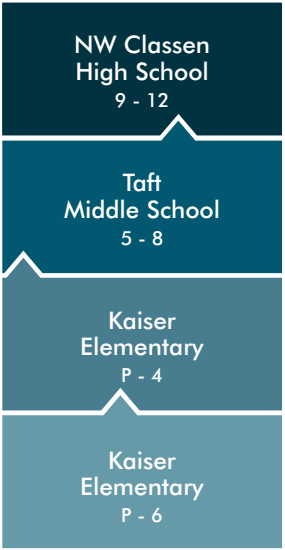 NW Classen
High School
9 - 12
Taft
Middle School
5 - 8
Kaiser
Elementary
P - 4
Kaiser
Elementary
P - 6